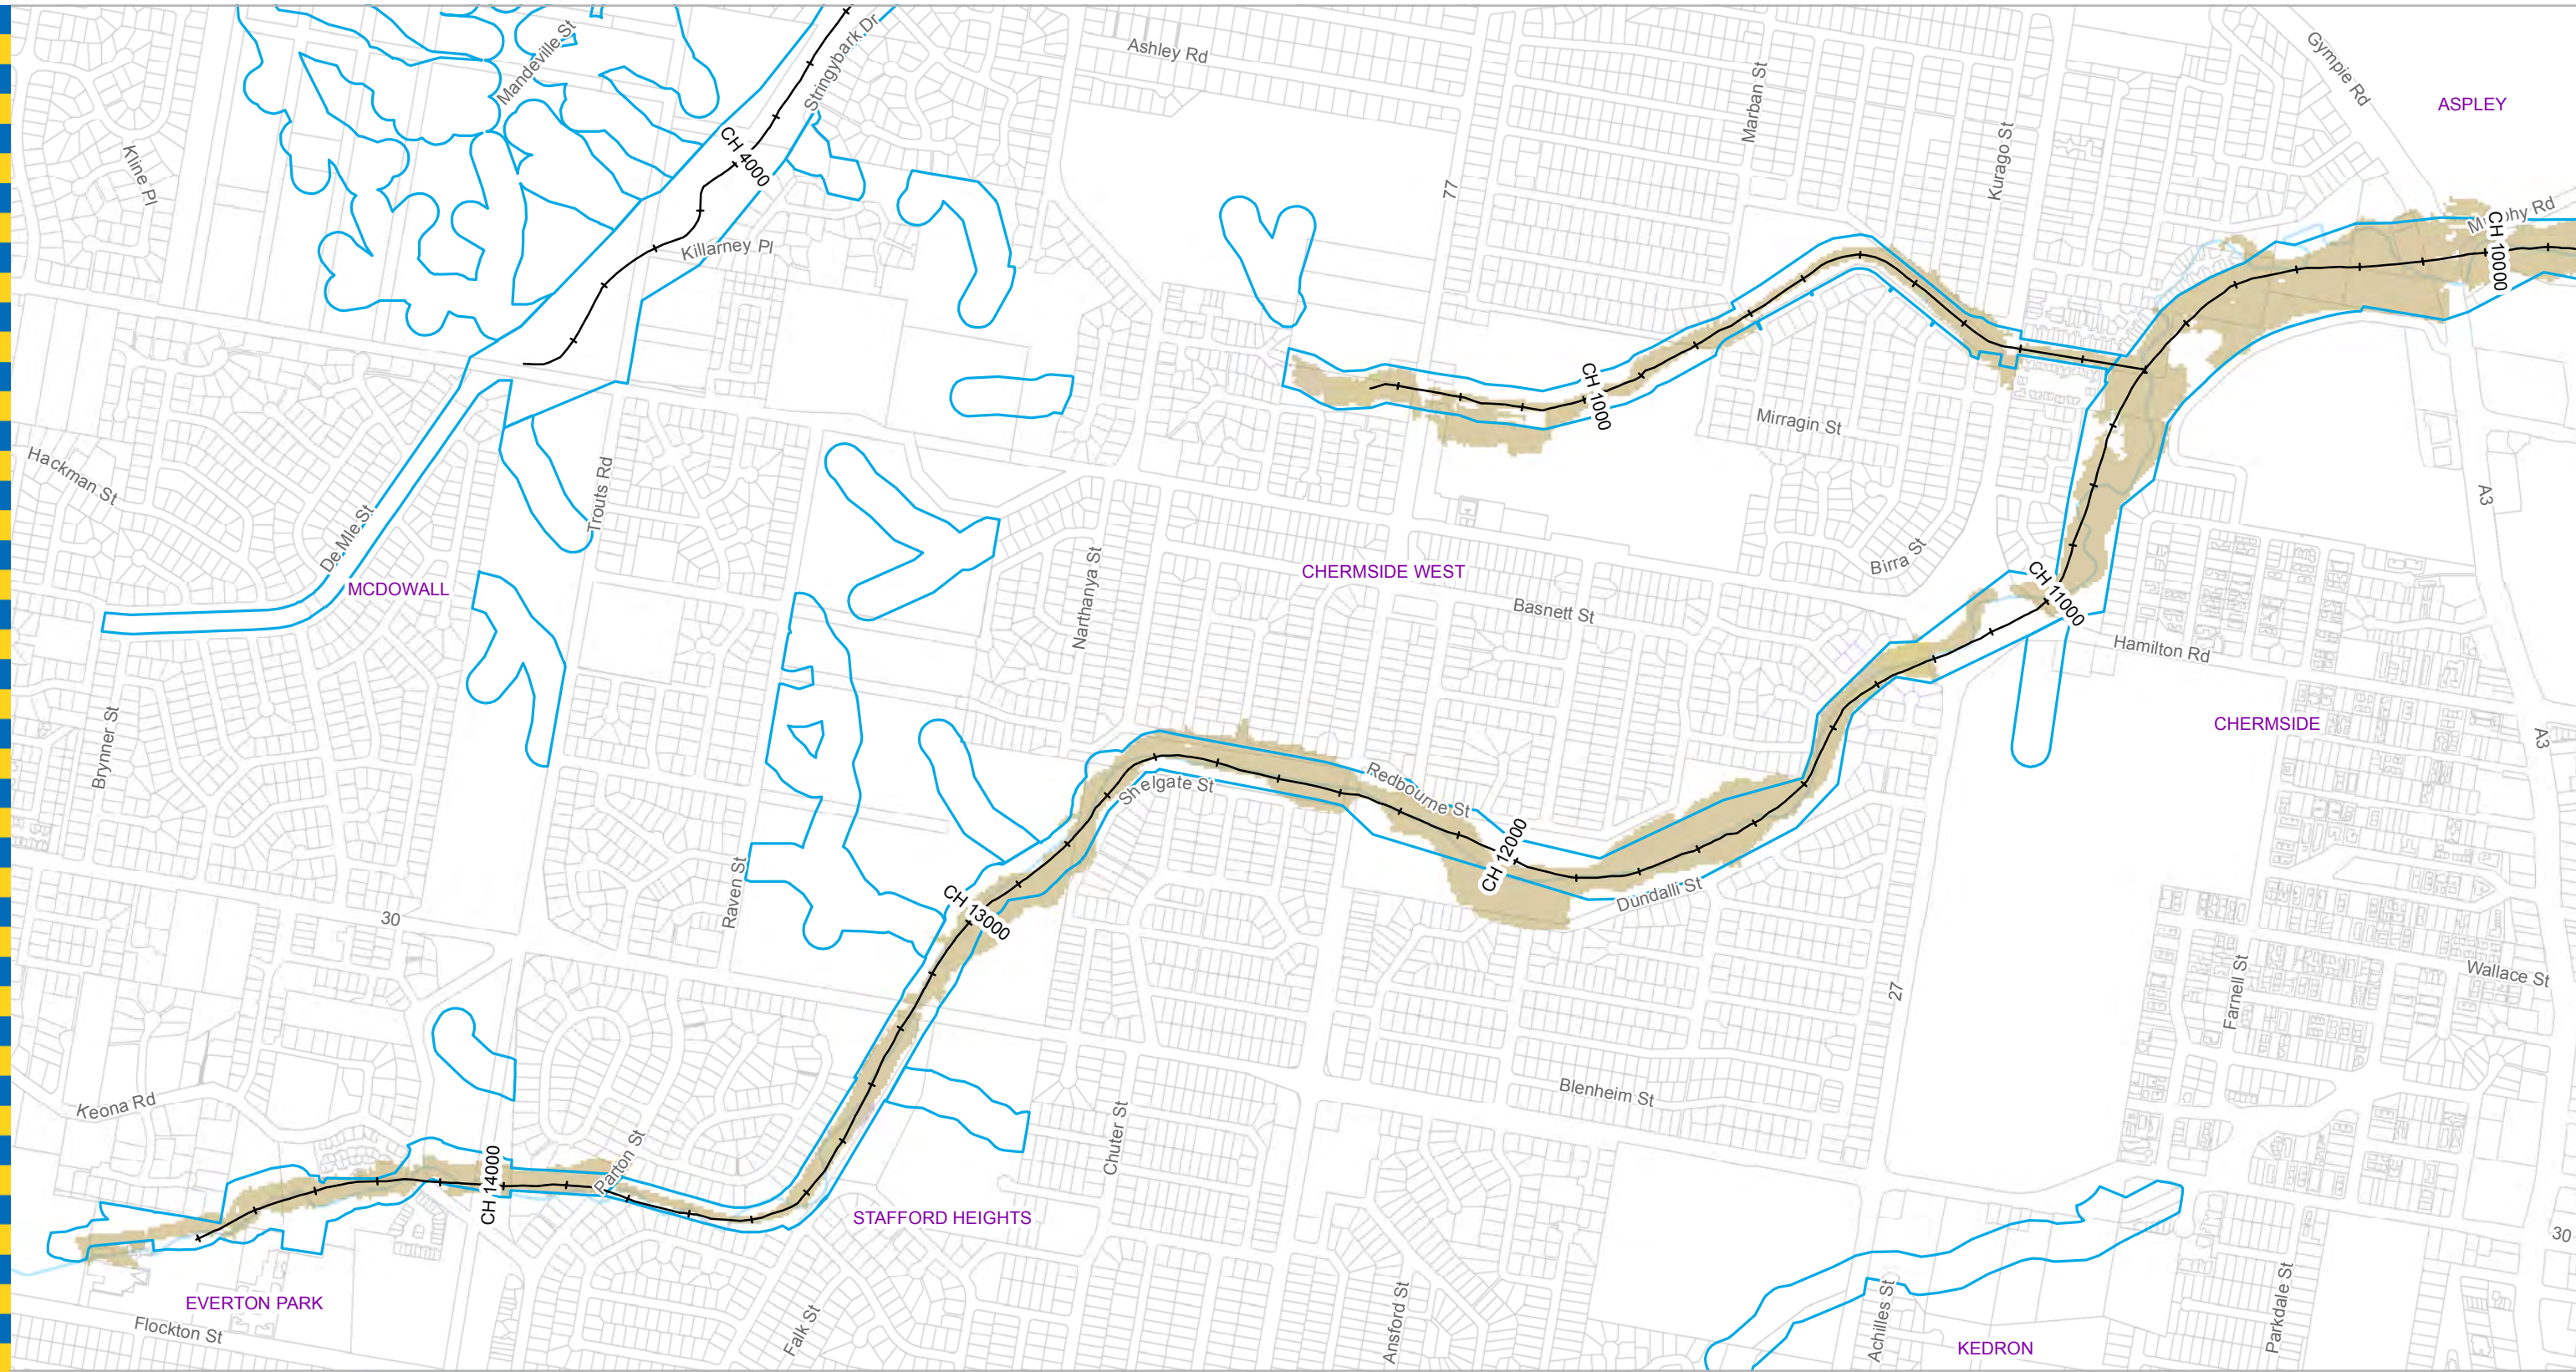 Ashley Rd
Mandeville St
Stringybark Dr
Marban St
Gympie Rd
ASPLEY
Kline Pl
CH 4000
Kurago St
77
Killarney Pl
Murphy Rd
CH 10000
CH 1000
Mirragin St
Hackman St
Trouts Rd
A3
De Mle St
Birra St
MCDOWALL
CHERMSIDE WEST
Narthanya St
Basnett St
CH 11000
Hamilton Rd
CHERMSIDE
Brynner St
A3
Shelgate St
Redbourne St
CH 12000
Dundalli St
Raven St
30
CH 13000
Wallace St
27
Farnell St
Keona Rd
Blenheim St
Chuter St
CH 14000
Parton St
STAFFORD HEIGHTS
30
EVERTON PARK
Flockton St
Falk St
Ansford St
Achilles St
KEDRON
Parkdale St